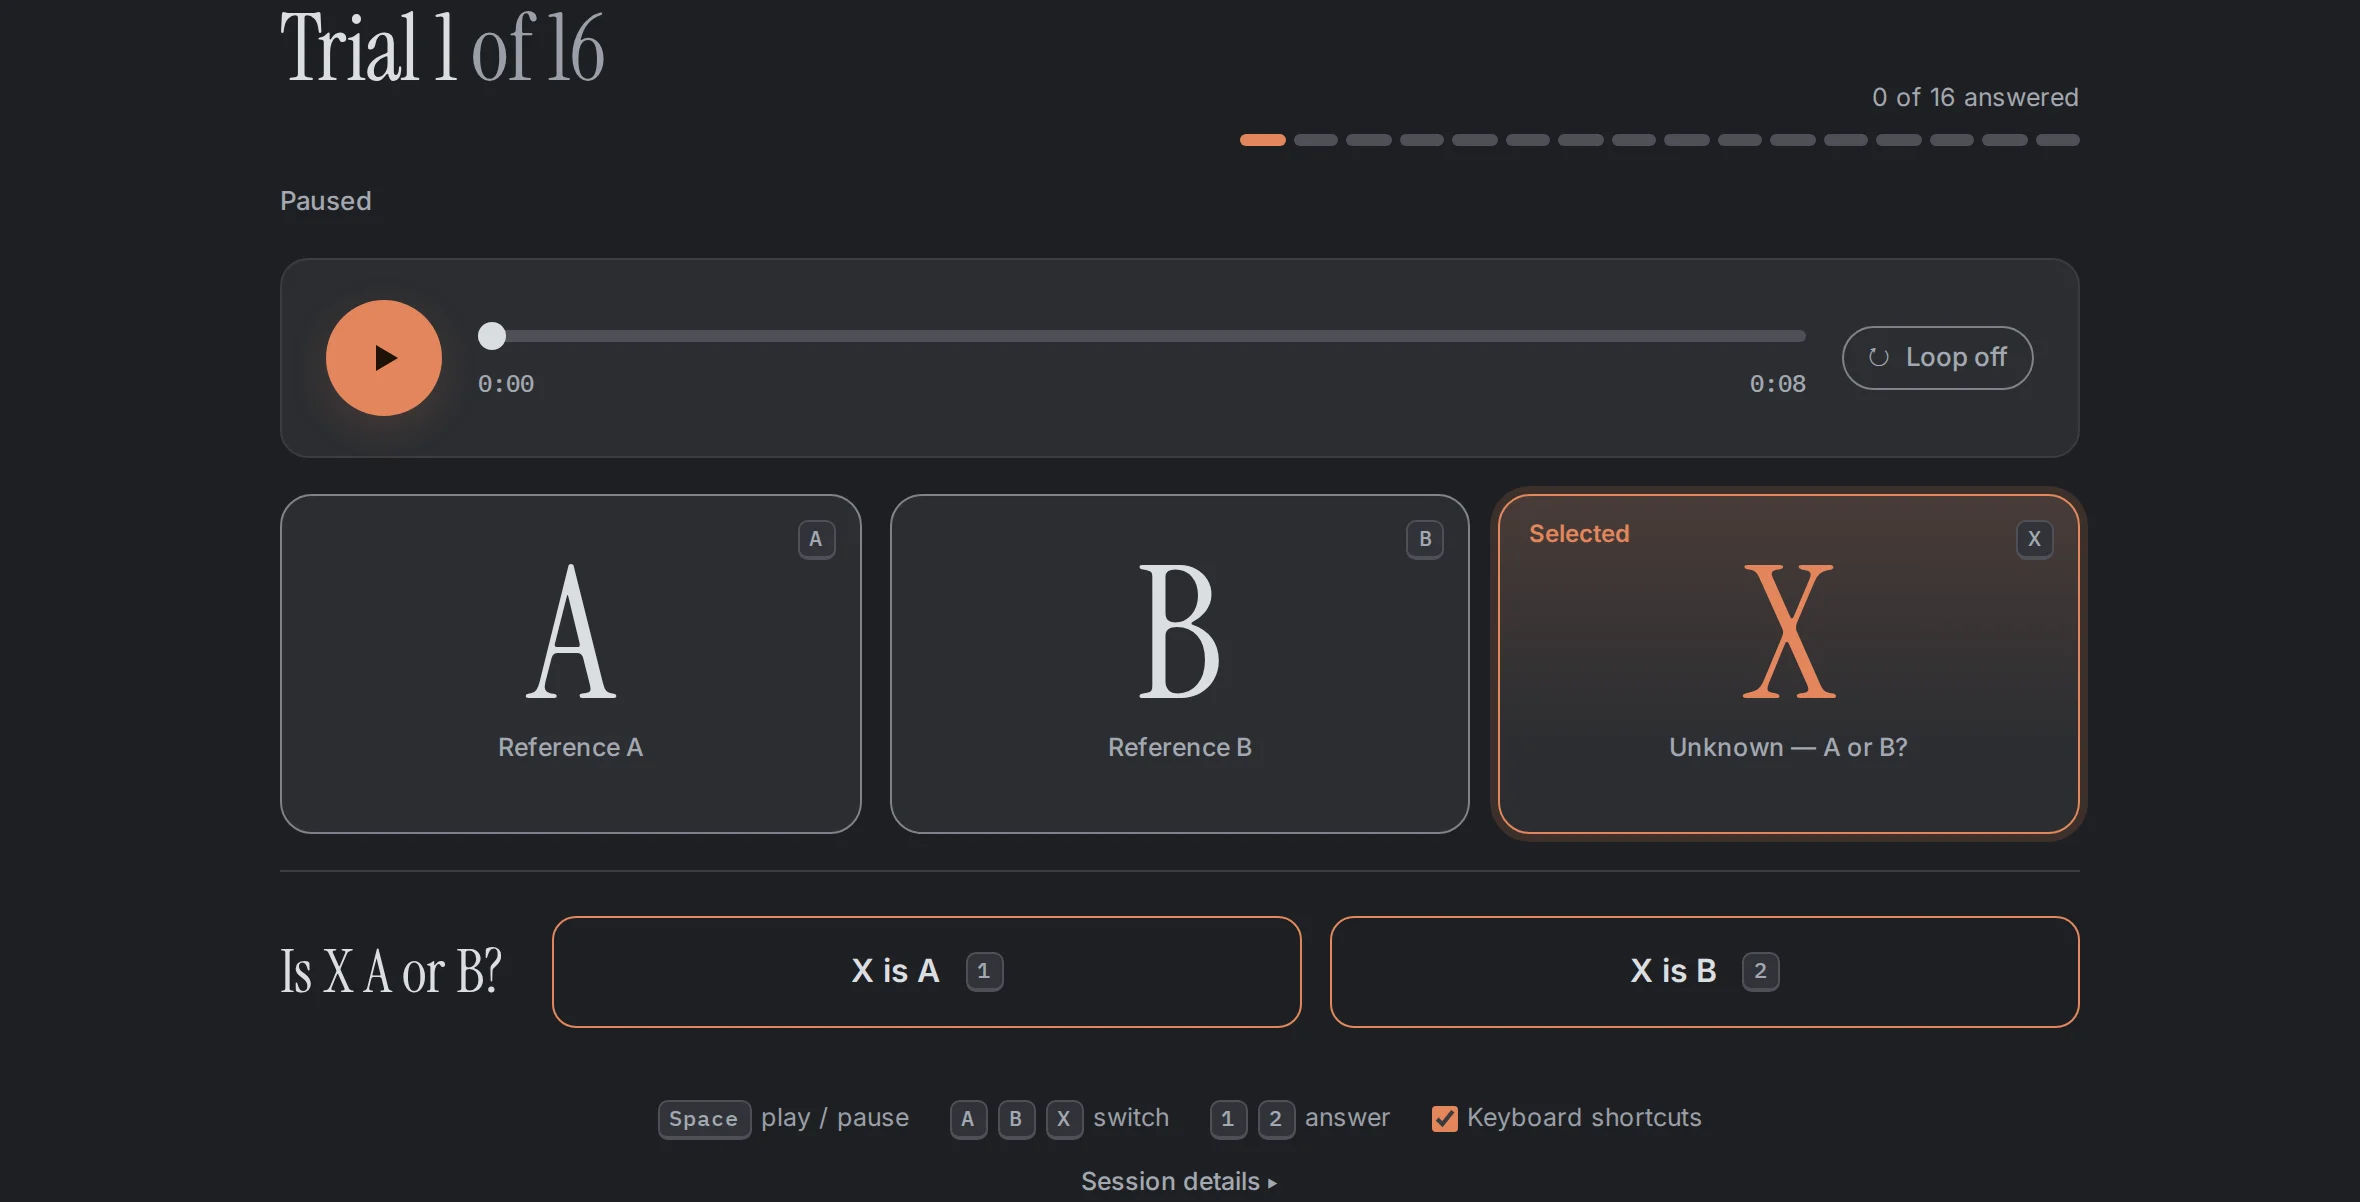 Trial 1 of 16
0 of 16 answered
Paused
0:00
0:08
Loop off
A
A
Reference A
B
B
Reference B
Selected
X
X
Unknown — A or B?
Is X A or B?
X is A 1
X is B 2
Space play / pause A B X switch 1 2 answer Keyboard shortcuts
Session details ▸